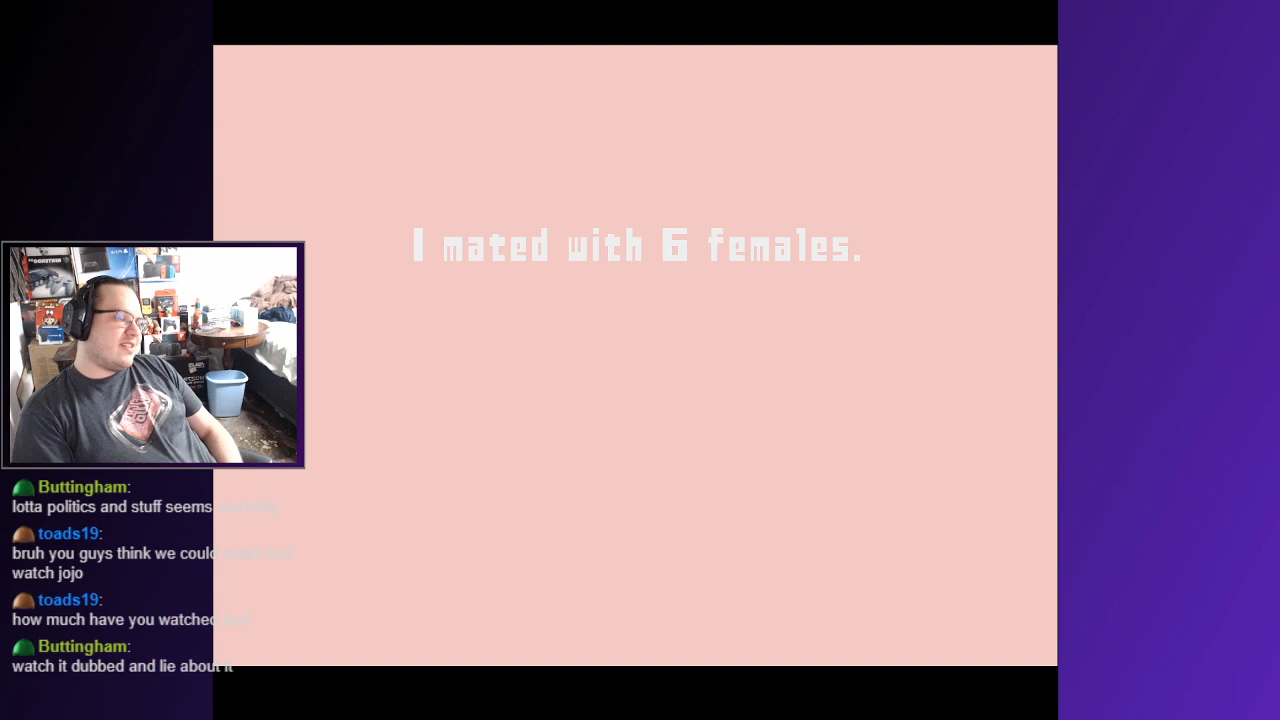 I mated with 6 females.
Buttingham:
lotta politics and stuff seems
toads19:
bruh you guys think we could
watch jojo
toads19:
how much have you watched
Buttingham:
watch it dubbed and lie about it